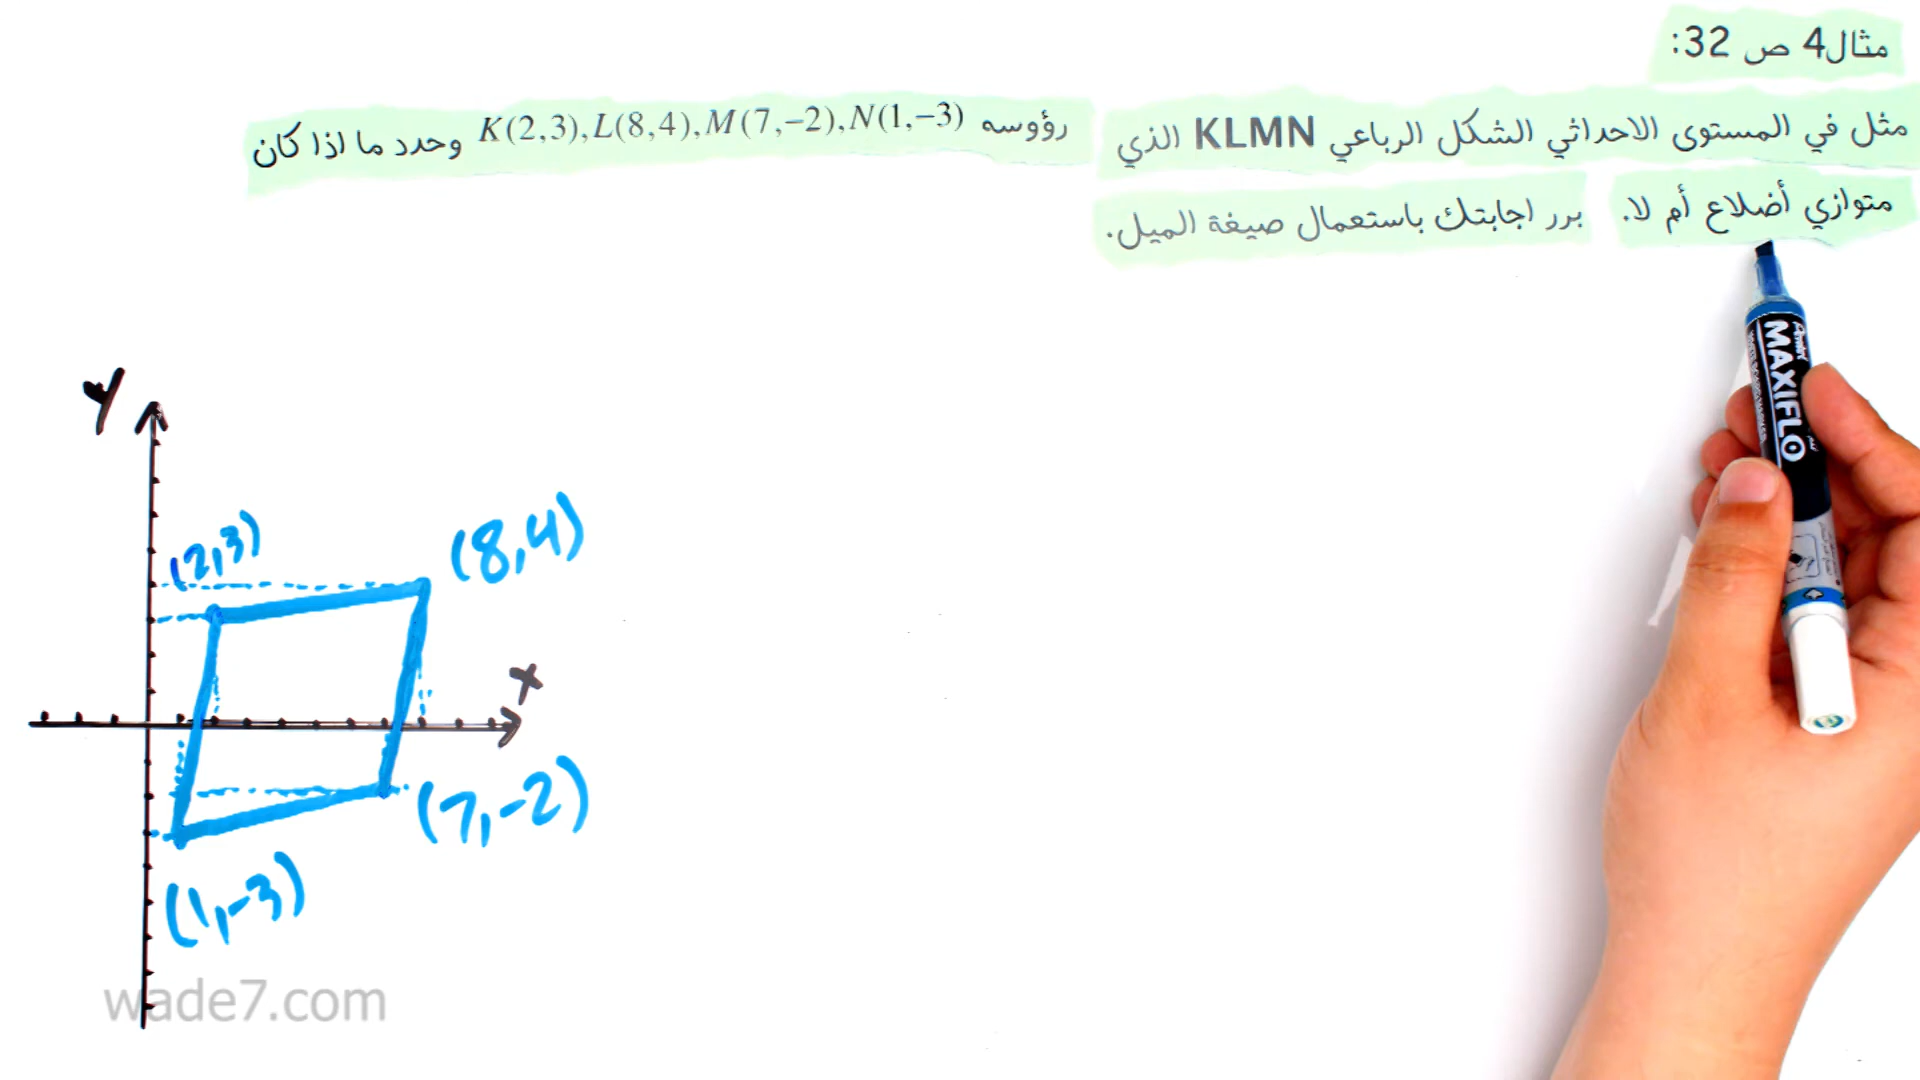 مثال4 ص 32:
مثل في المستوى الاحداثي الشكل الرباعي KLMN الذي رؤوسه K(2,3),L(8,4),M(7,−2),N(1,−3) وحدد ما اذا كان
متوازي أضلاع أم لا. برر اجابتك باستعمال صيغة الميل.
Y
(2,3)
(8,4)
X
(7,-2)
(1,-3)
MAXIFLO
wade7.com